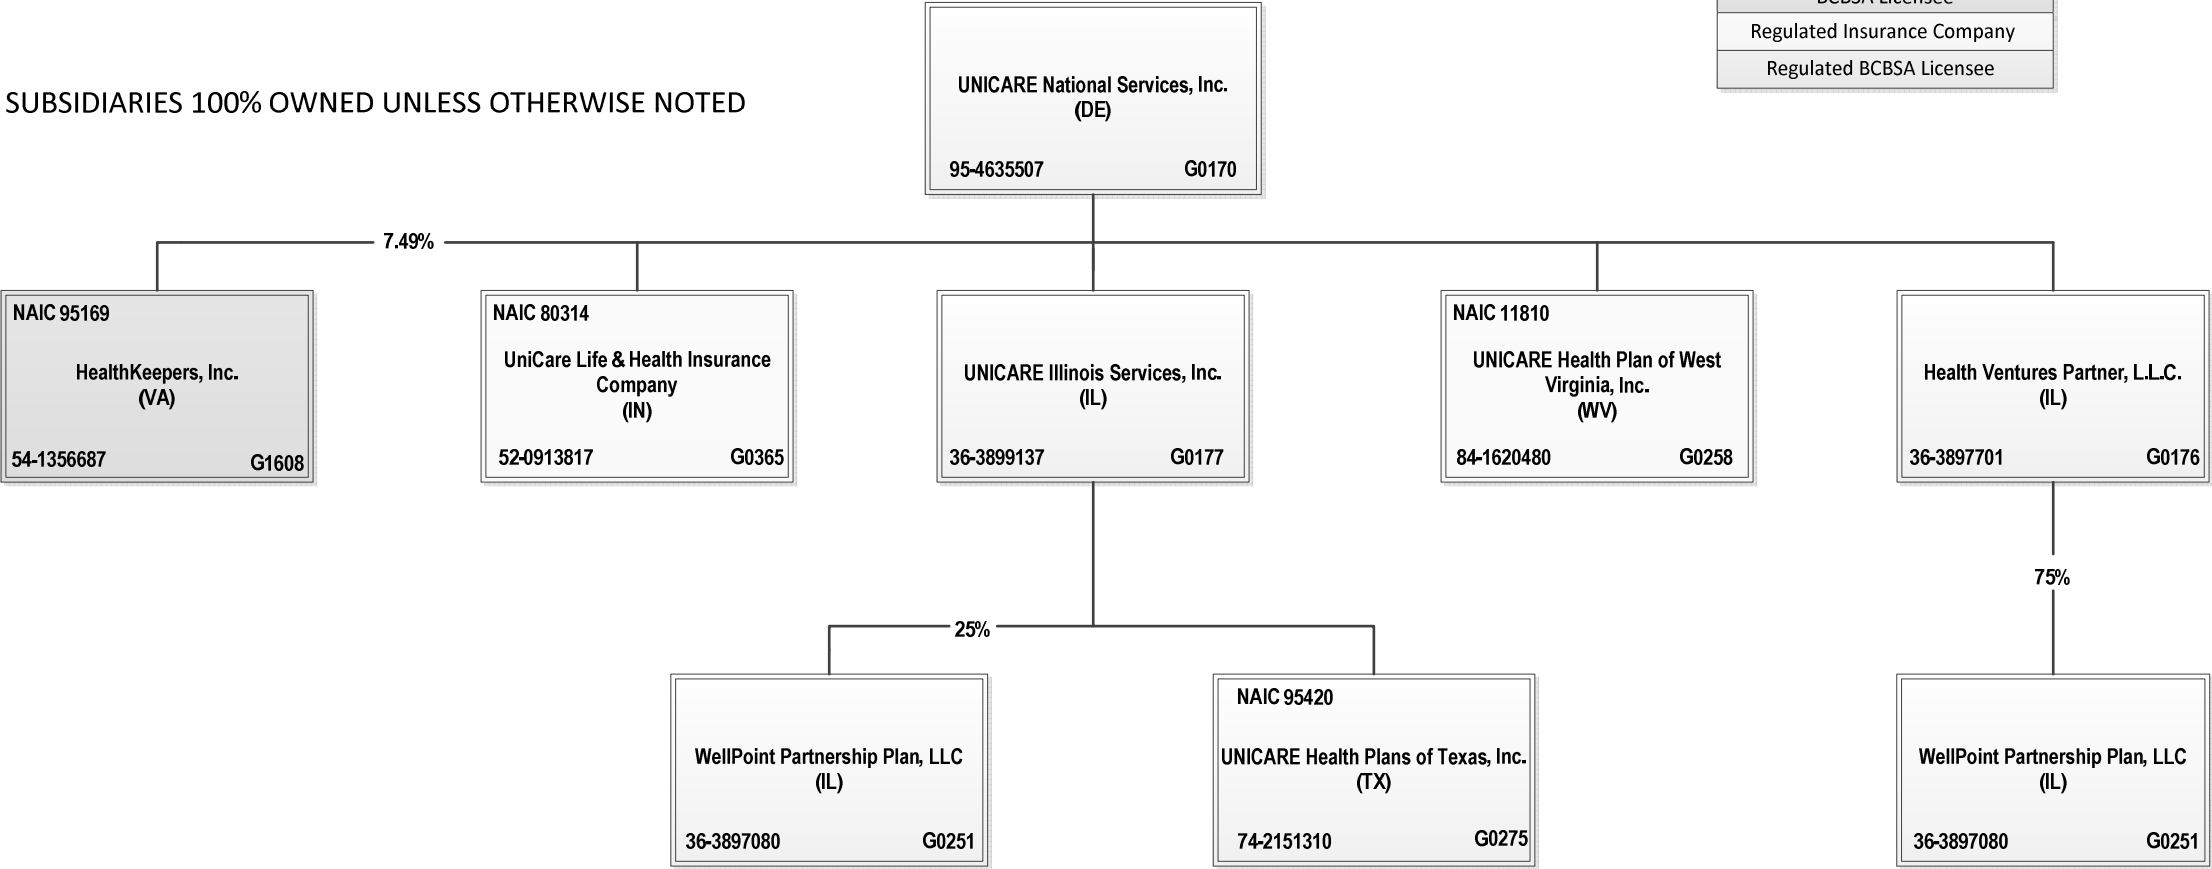 BCBSA Licensee
Regulated Insurance Company
Regulated BCBSA Licensee
SUBSIDIARIES 100% OWNED UNLESS OTHERWISE NOTED
UNICARE National Services, Inc.
(DE)
95-4635507 G0170
7.49%
NAIC 95169
HealthKeepers, Inc.
(VA)
54-1356687 G1608
NAIC 80314
UniCare Life & Health Insurance
Company
(IN)
52-0913817 G0365
UNICARE Illinois Services, Inc.
(IL)
36-3899137 G0177
NAIC 11810
UNICARE Health Plan of West
Virginia, Inc.
(WV)
84-1620480 G0258
Health Ventures Partner, L.L.C.
(IL)
36-3897701 G0176
25%
75%
WellPoint Partnership Plan, LLC
(IL)
36-3897080 G0251
NAIC 95420
UNICARE Health Plans of Texas, Inc.
(TX)
74-2151310 G0275
WellPoint Partnership Plan, LLC
(IL)
36-3897080 G0251